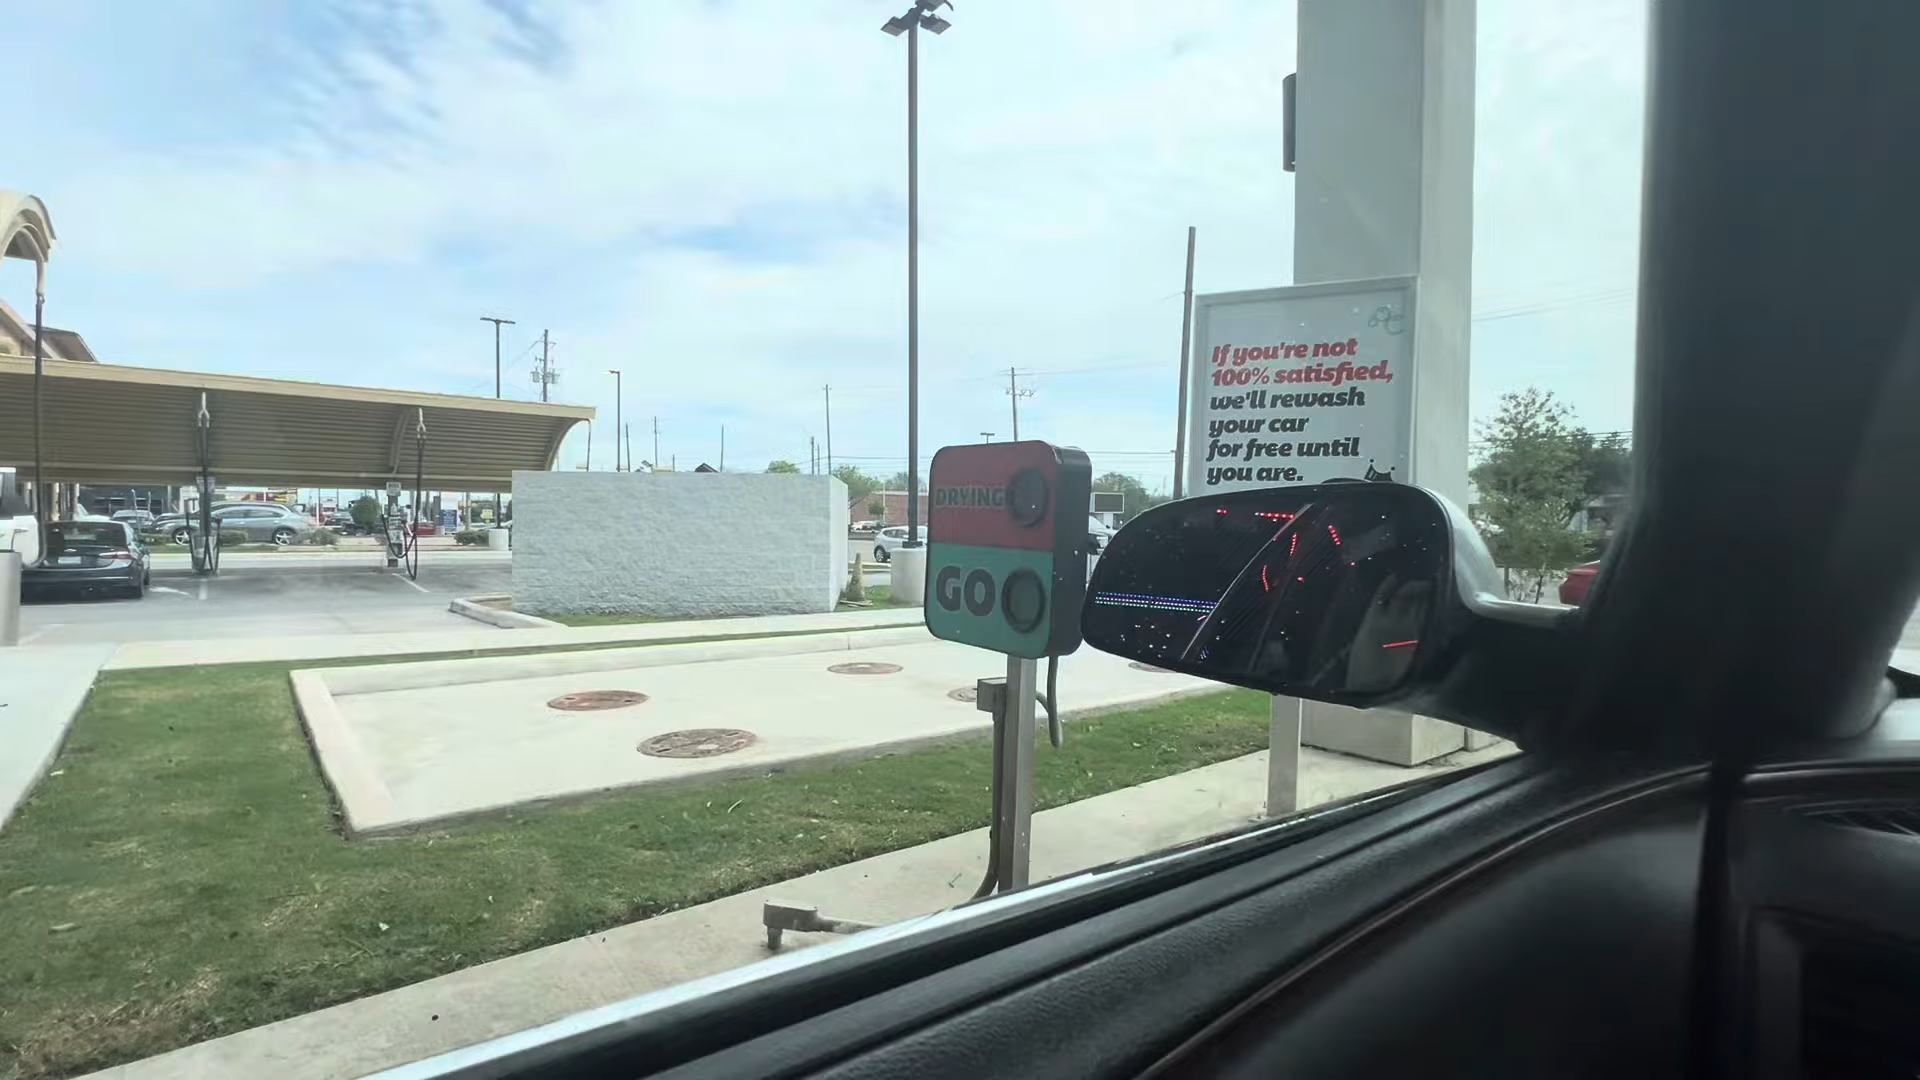 If you're not
100% satisfied,
we'll rewash
your car
for free until
you are.
DRYING
GO